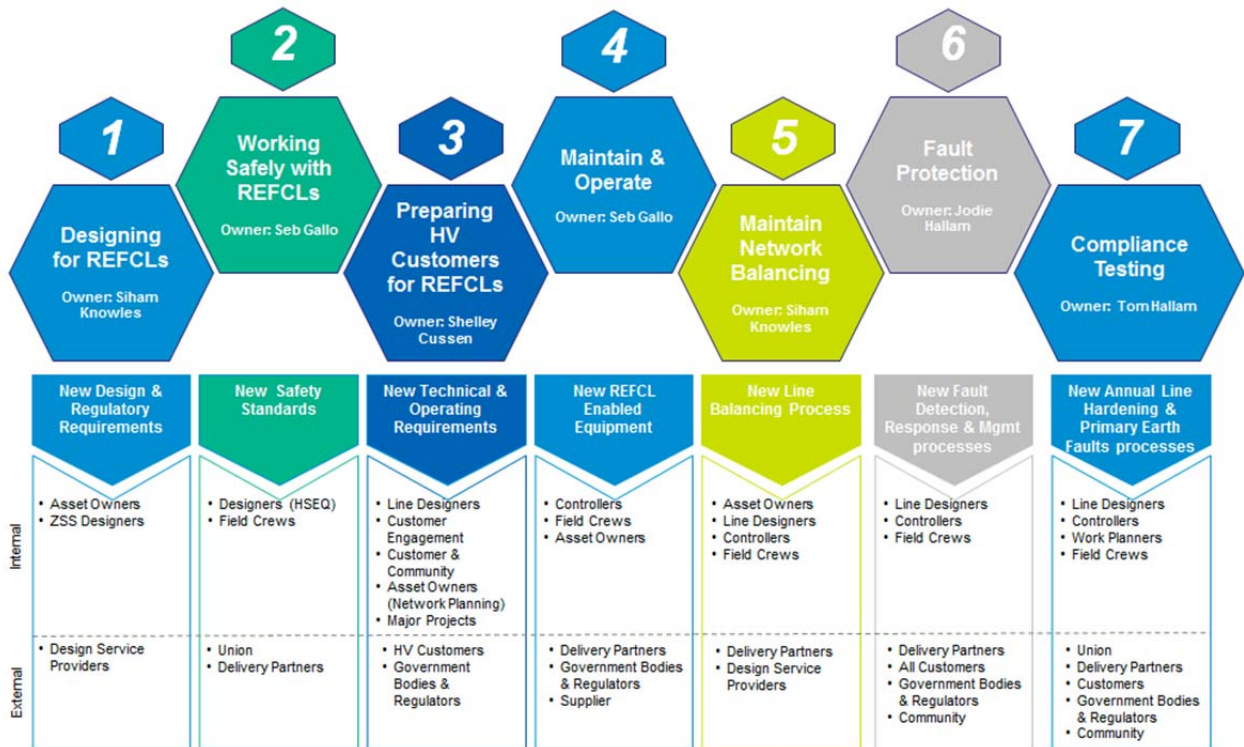 1
Designing
for REFCLs
Owner: Siham
Knowles
2
Working
Safely with
REFCLs
Owner: Seb Gallo
3
Preparing
HV
Customers
for REFCLs
Owner: Shelley
Cussen
4
Maintain &
Operate
Owner: Seb Gallo
5
Maintain
Network
Balancing
Owner: Siham
Knowles
6
Fault
Protection
Owner: Jodie
Hallam
7
Compliance
Testing
Owner: Tom Hallam
New Design &
Regulatory
Requirements
New Safety
Standards
New Technical &
Operating
Requirements
New REFCL
Enabled
Equipment
New Line
Balancing Process
New Fault
Detection,
Response & Mgmt
processes
New Annual Line
Hardening &
Primary Earth
Faults processes
Internal
• Asset Owners
• ZSS Designers
• Designers (HSEQ)
• Field Crews
• Line Designers
• Customer
Engagement
• Customer &
Community
• Asset Owners
(Network Planning)
• Major Projects
• Controllers
• Field Crews
• Asset Owners
• Asset Owners
• Line Designers
• Controllers
• Field Crews
• Line Designers
• Controllers
• Field Crews
• Line Designers
• Controllers
• Work Planners
• Field Crews
External
• Design Service
Providers
• Union
• Delivery Partners
• HV Customers
• Government
Bodies &
Regulators
• Delivery Partners
• Government Bodies
& Regulators
• Supplier
• Delivery Partners
• Design Service
Providers
• Delivery Partners
• All Customers
• Government Bodies
& Regulators
• Community
• Union
• Delivery Partners
• Customers
• Government Bodies
& Regulators
• Community